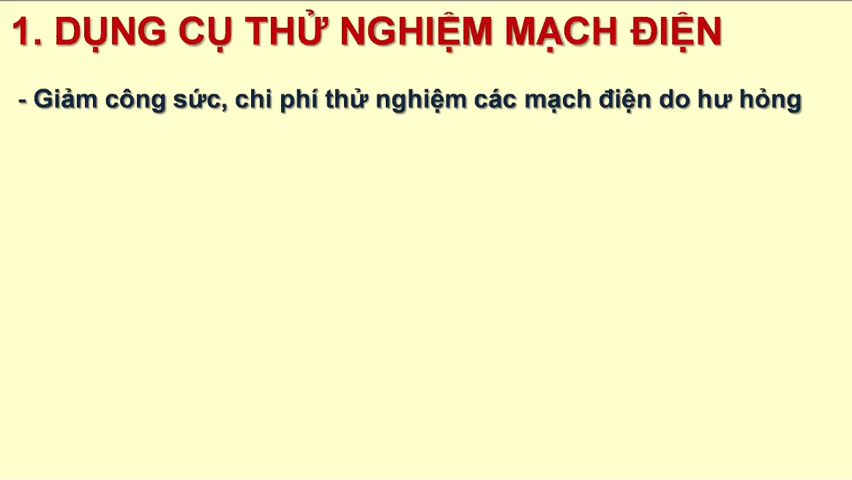 1. DỤNG CỤ THỬ NGHIỆM MẠCH ĐIỆN
- Giảm công sức, chi phí thử nghiệm các mạch điện do hư hỏng